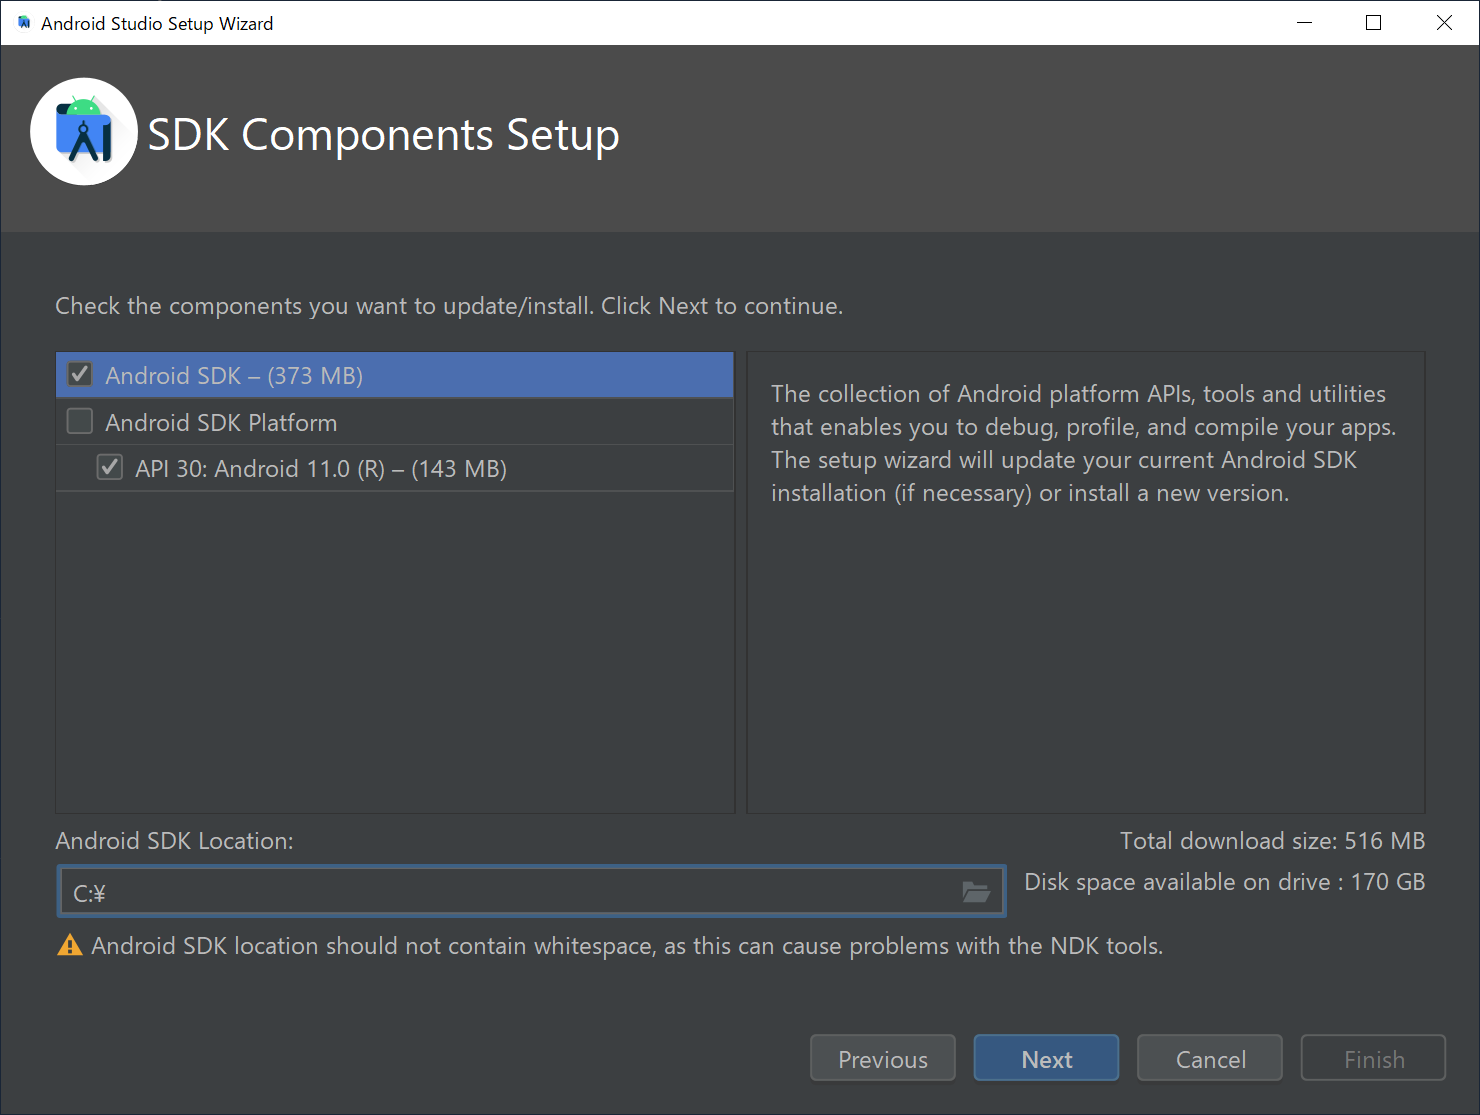 Android Studio Setup Wizard
SDK Components Setup
Check the components you want to update/install. Click Next to continue.
Android SDK – (373 MB)
Android SDK Platform
API 30: Android 11.0 (R) – (143 MB)
The collection of Android platform APIs, tools and utilities
that enables you to debug, profile, and compile your apps.
The setup wizard will update your current Android SDK
installation (if necessary) or install a new version.
Android SDK Location:
Total download size: 516 MB
C:¥
Disk space available on drive : 170 GB
Android SDK location should not contain whitespace, as this can cause problems with the NDK tools.
Previous
Next
Cancel
Finish